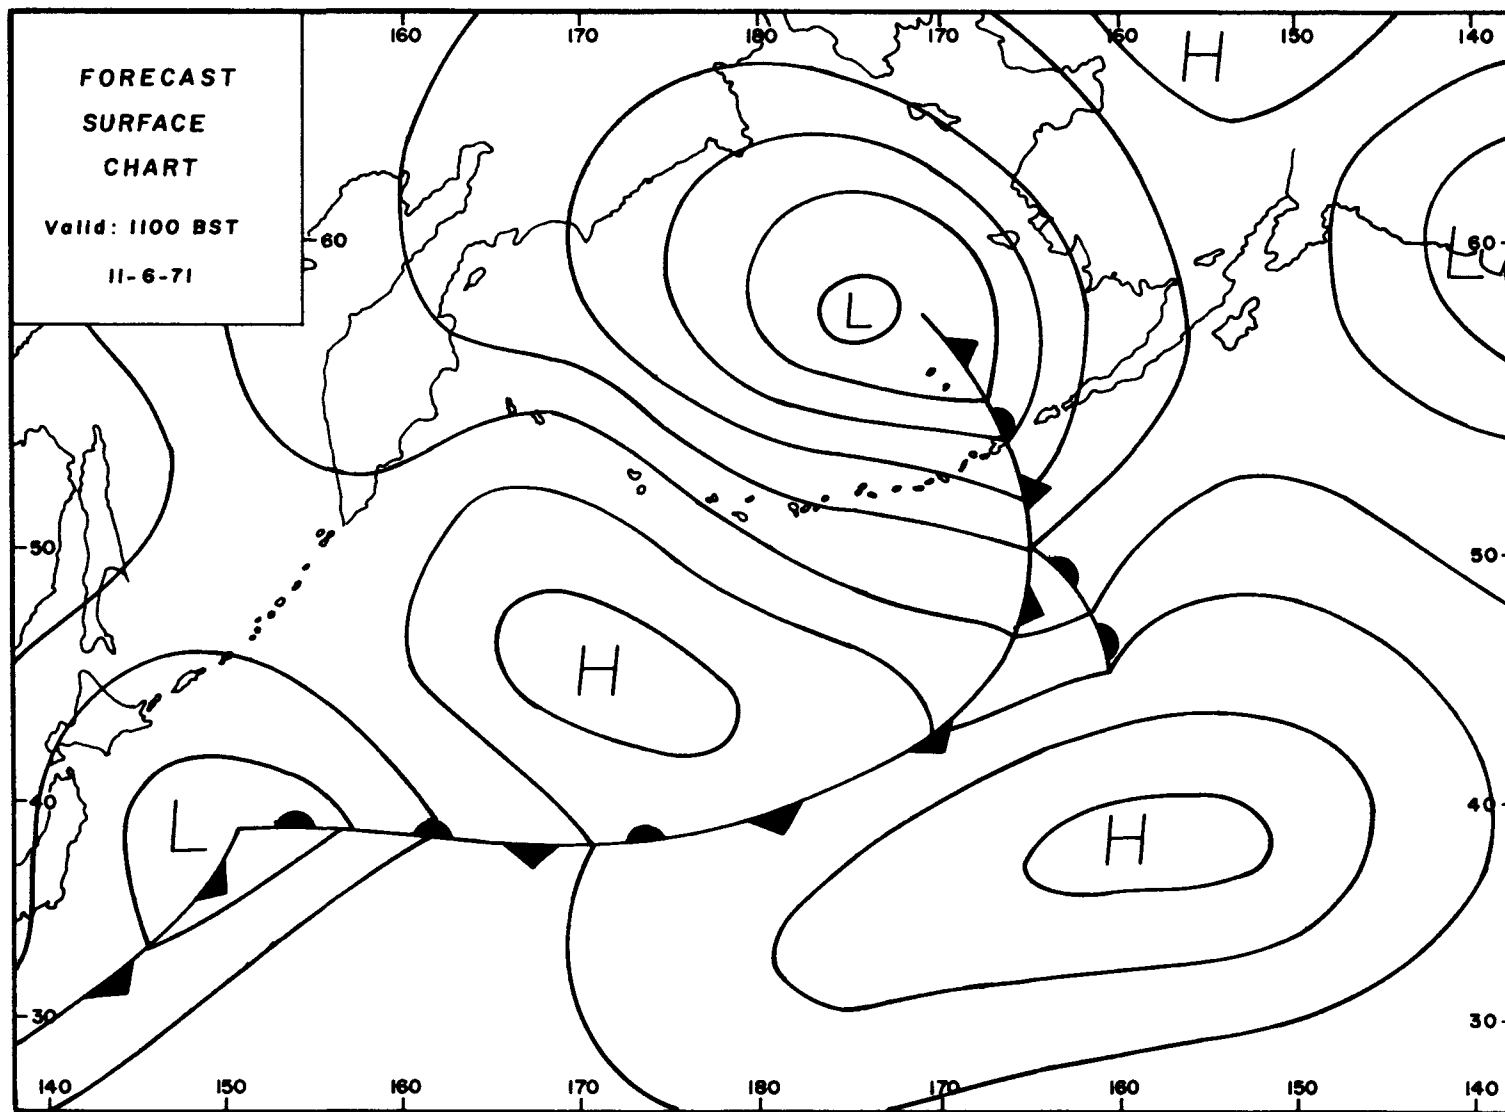 FORECAST
SURFACE
CHART
Valid: 1100 BST
11-6-71
160 170 180 170 160 150 140
H
60 60
L
L
50 50
H
40 40
L
H
30 30
140 150 160 170 180 170 160 150 140